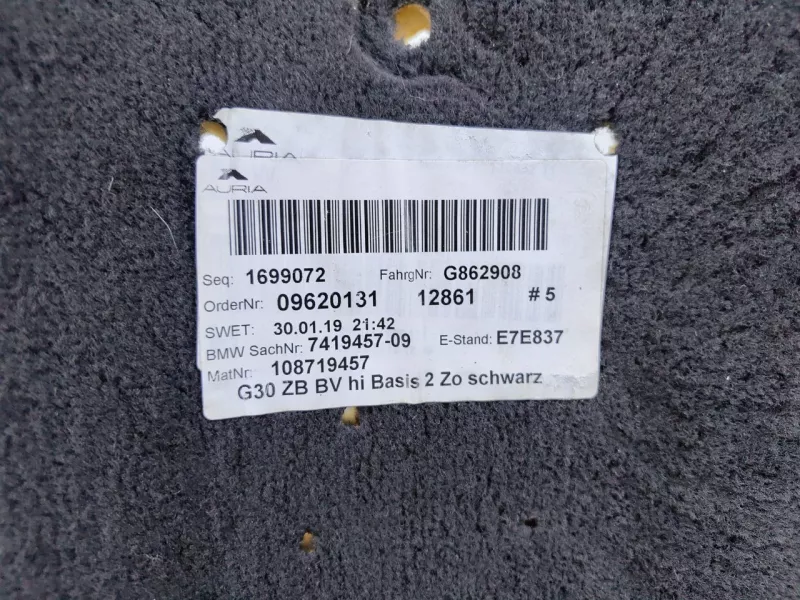 AURIA
AURIA
Seq: 1699072 FahrgNr: G862908
OrderNr: 09620131 12861 # 5
SWET: 30.01.19 21:42
BMW SachNr: 7419457-09 E-Stand: E7E837
MatNr: 108719457
G30 ZB BV hi Basis 2 Zo schwarz